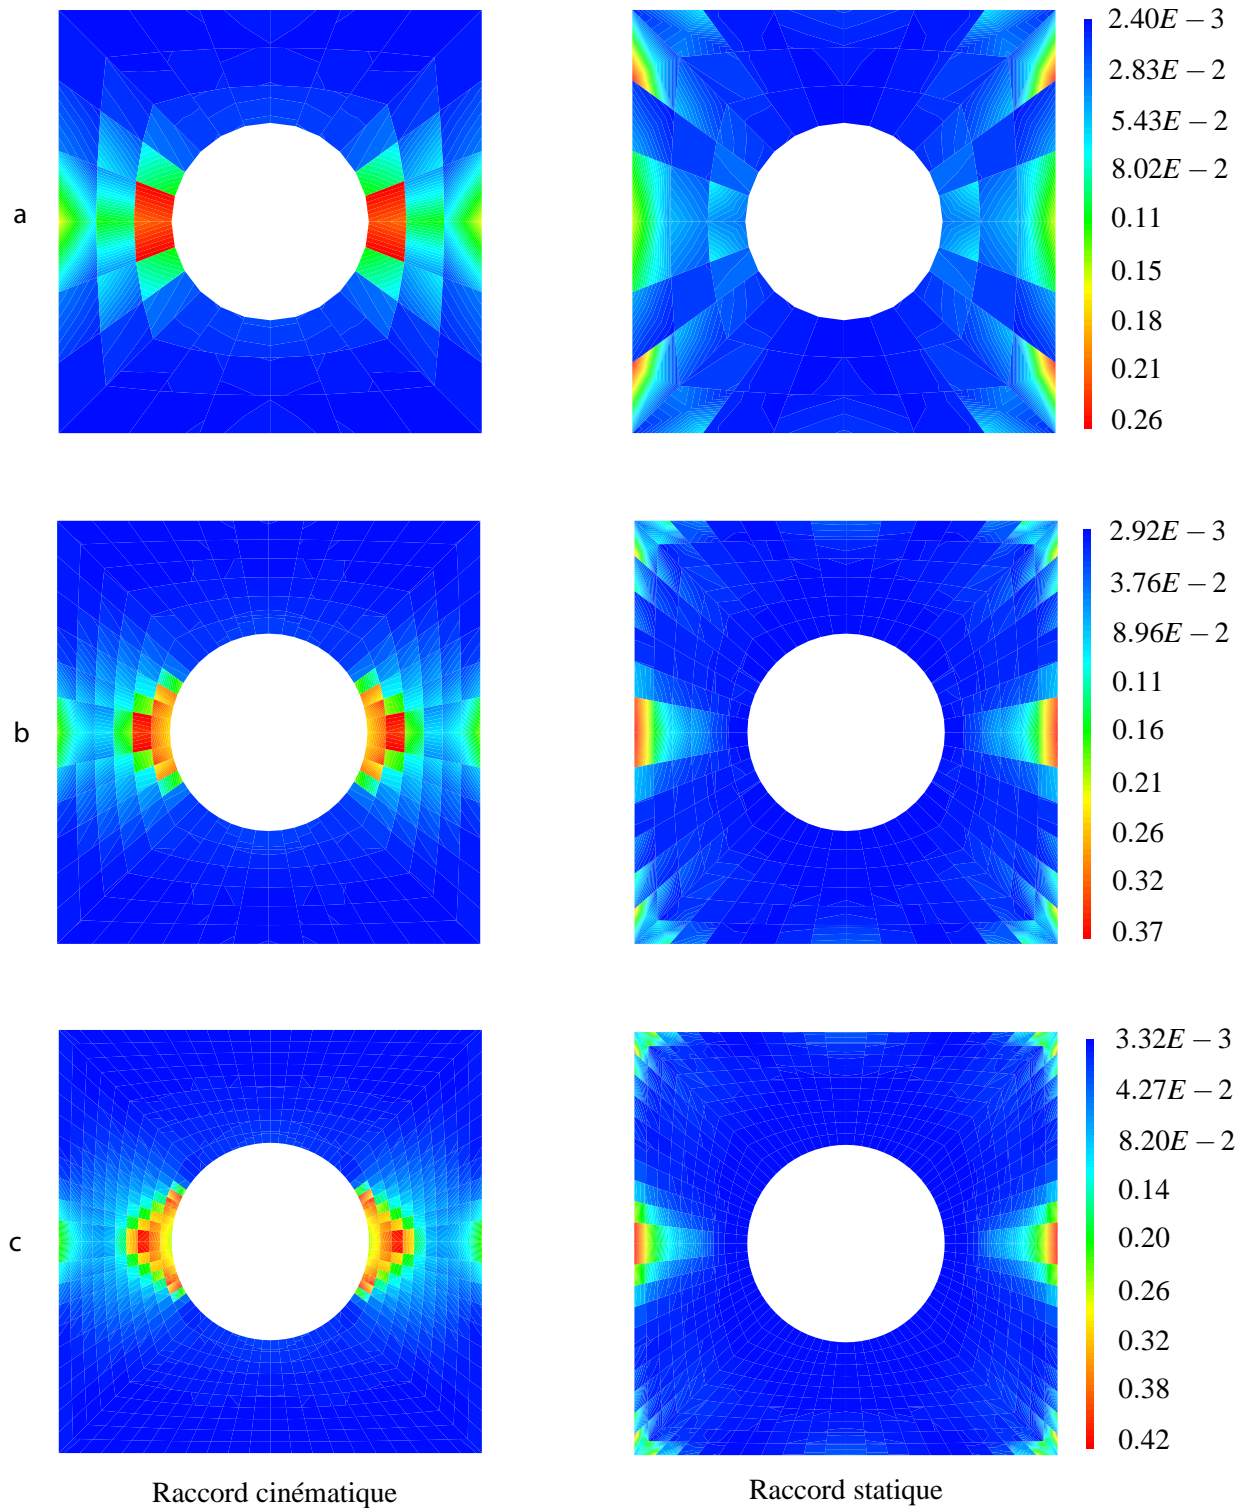 2.40E − 3
2.83E − 2
5.43E − 2
8.02E − 2
a
0.11
0.15
0.18
0.21
0.26
2.92E − 3
3.76E − 2
8.96E − 2
0.11
b
0.16
0.21
0.26
0.32
0.37
3.32E − 3
4.27E − 2
8.20E − 2
0.14
c
0.20
0.26
0.32
0.38
0.42
Raccord cinématique
Raccord statique